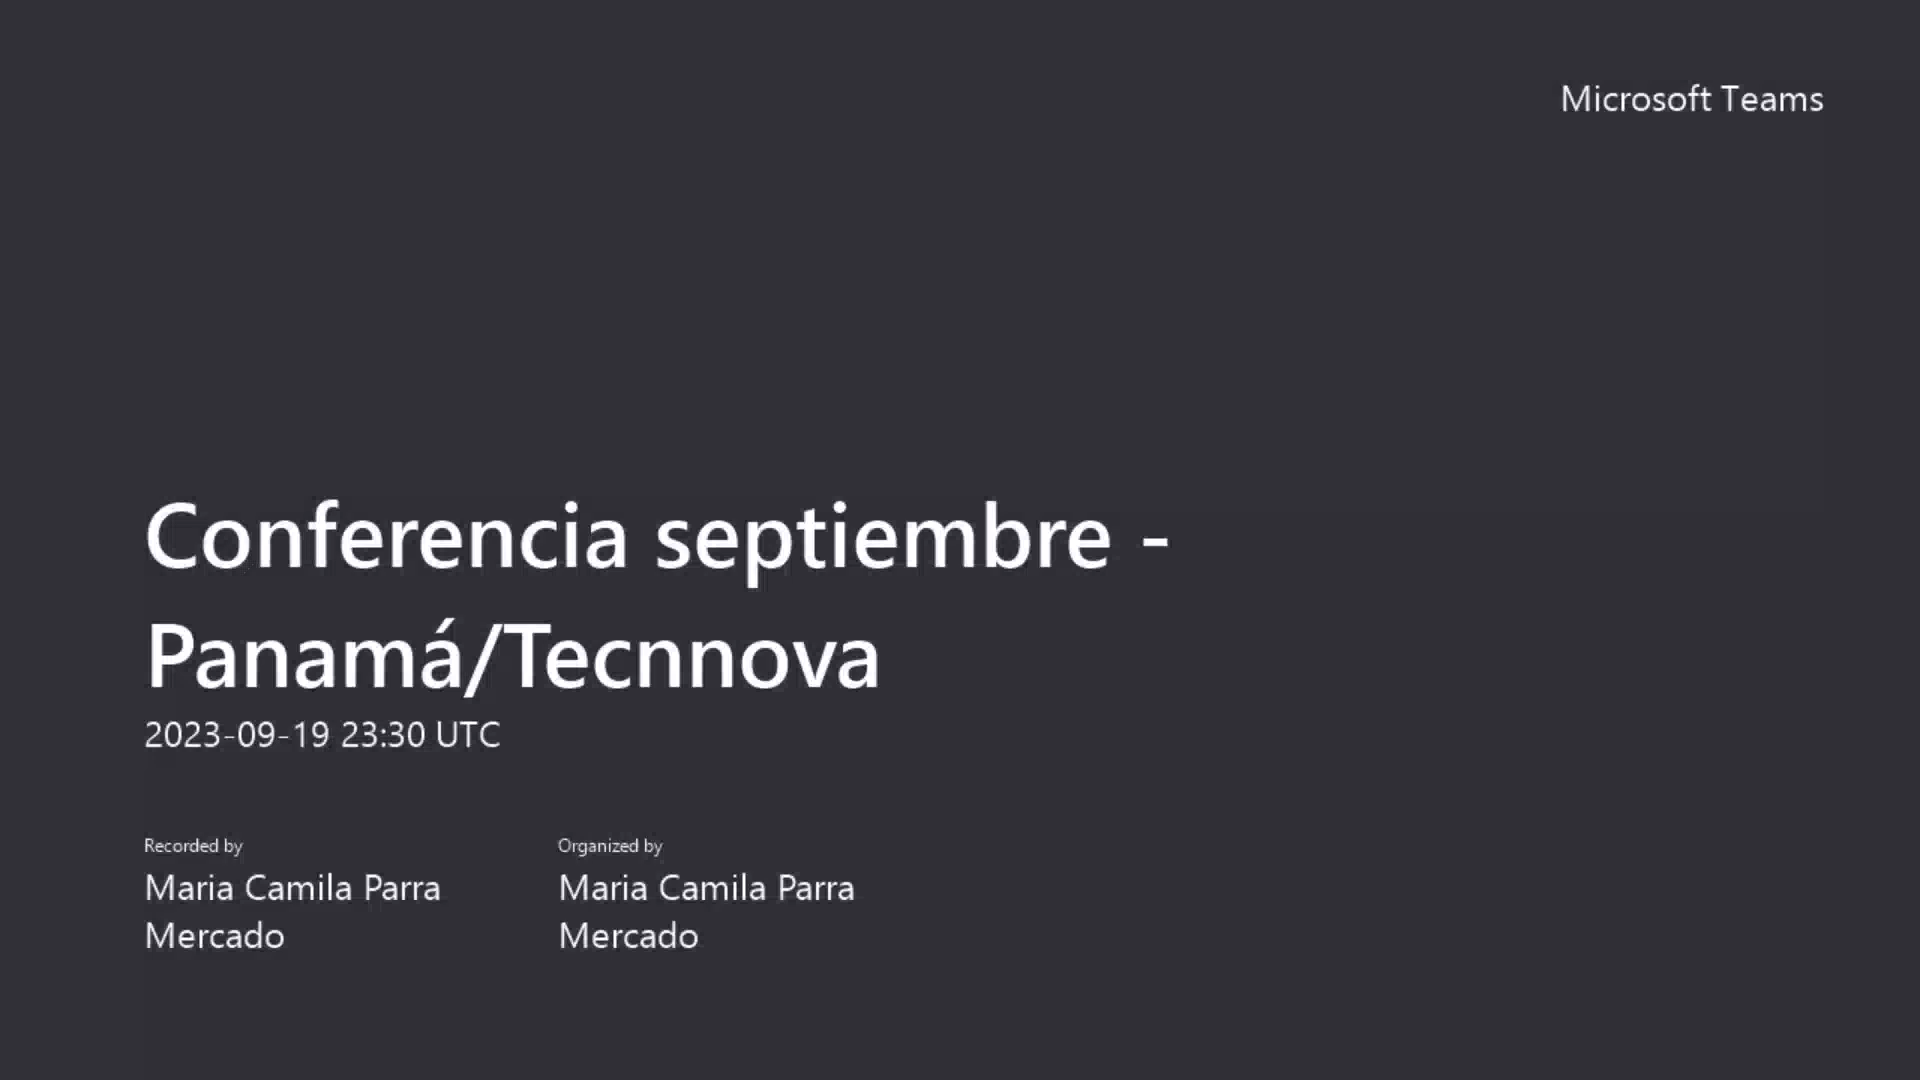 Microsoft Teams
Conferencia septiembre -
Panamá/Tecnnova
2023-09-19 23:30 UTC
Recorded by
Maria Camila Parra
Mercado
Organized by
Maria Camila Parra
Mercado